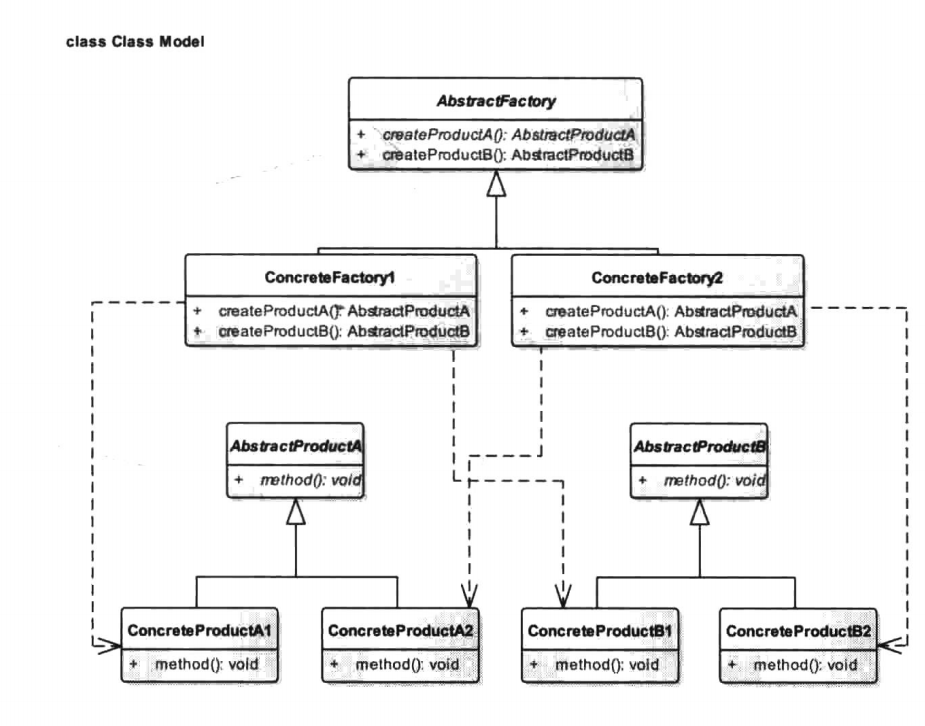 class Class Model
AbstractFactory
+ createProductA(): AbstractProductA
+ createProductB(): AbstractProductB
ConcreteFactory1
+ createProductA(): AbstractProductA
+ createProductB(): AbstractProductB
ConcreteFactory2
+ createProductA(): AbstractProductA
+ createProductB(): AbstractProductB
AbstractProductA
+ method(): void
AbstractProductB
+ method(): void
ConcreteProductA1
+ method(): void
ConcreteProductA2
+ method(): void
ConcreteProductB1
+ method(): void
ConcreteProductB2
+ method(): void